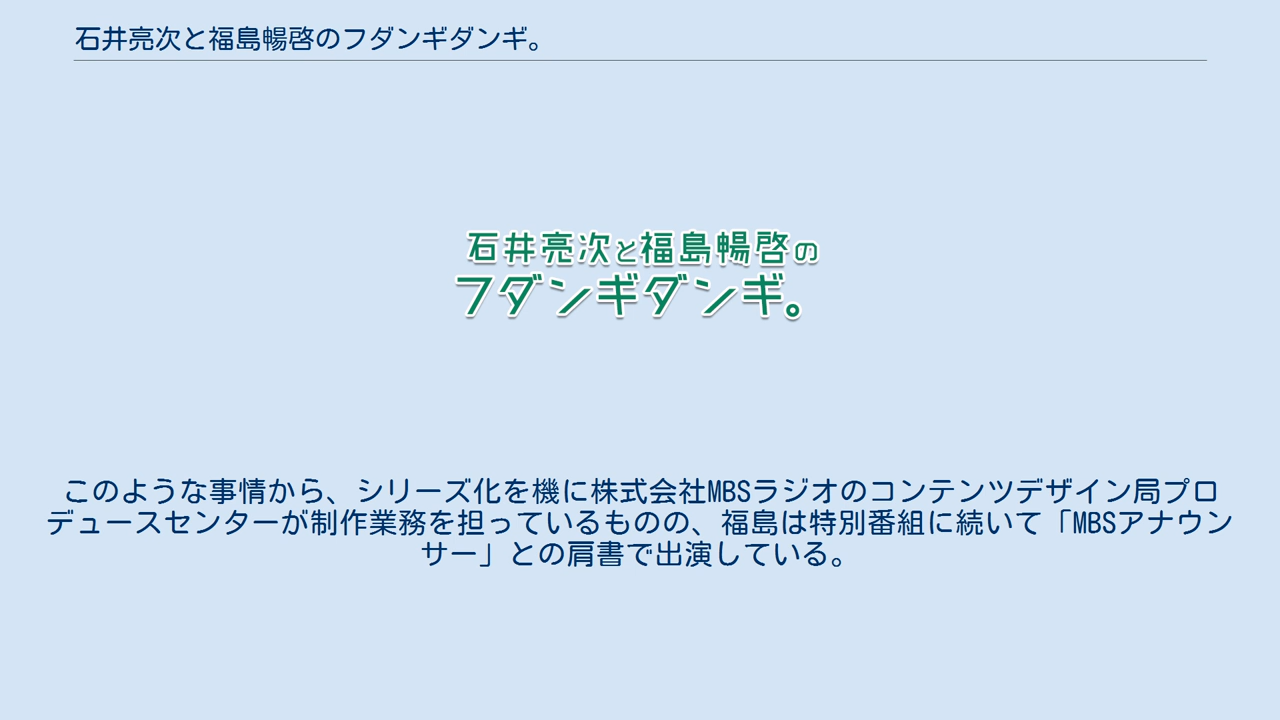 石井亮次と福島暢啓のフダンギダンギ。
石井亮次と福島暢啓の
フダンギダンギ。
このような事情から、シリーズ化を機に株式会社MBSラジオのコンテンツデザイン局プロ
デュースセンターが制作業務を担っているものの、福島は特別番組に続いて「MBSアナウン
サー」との肩書で出演している。